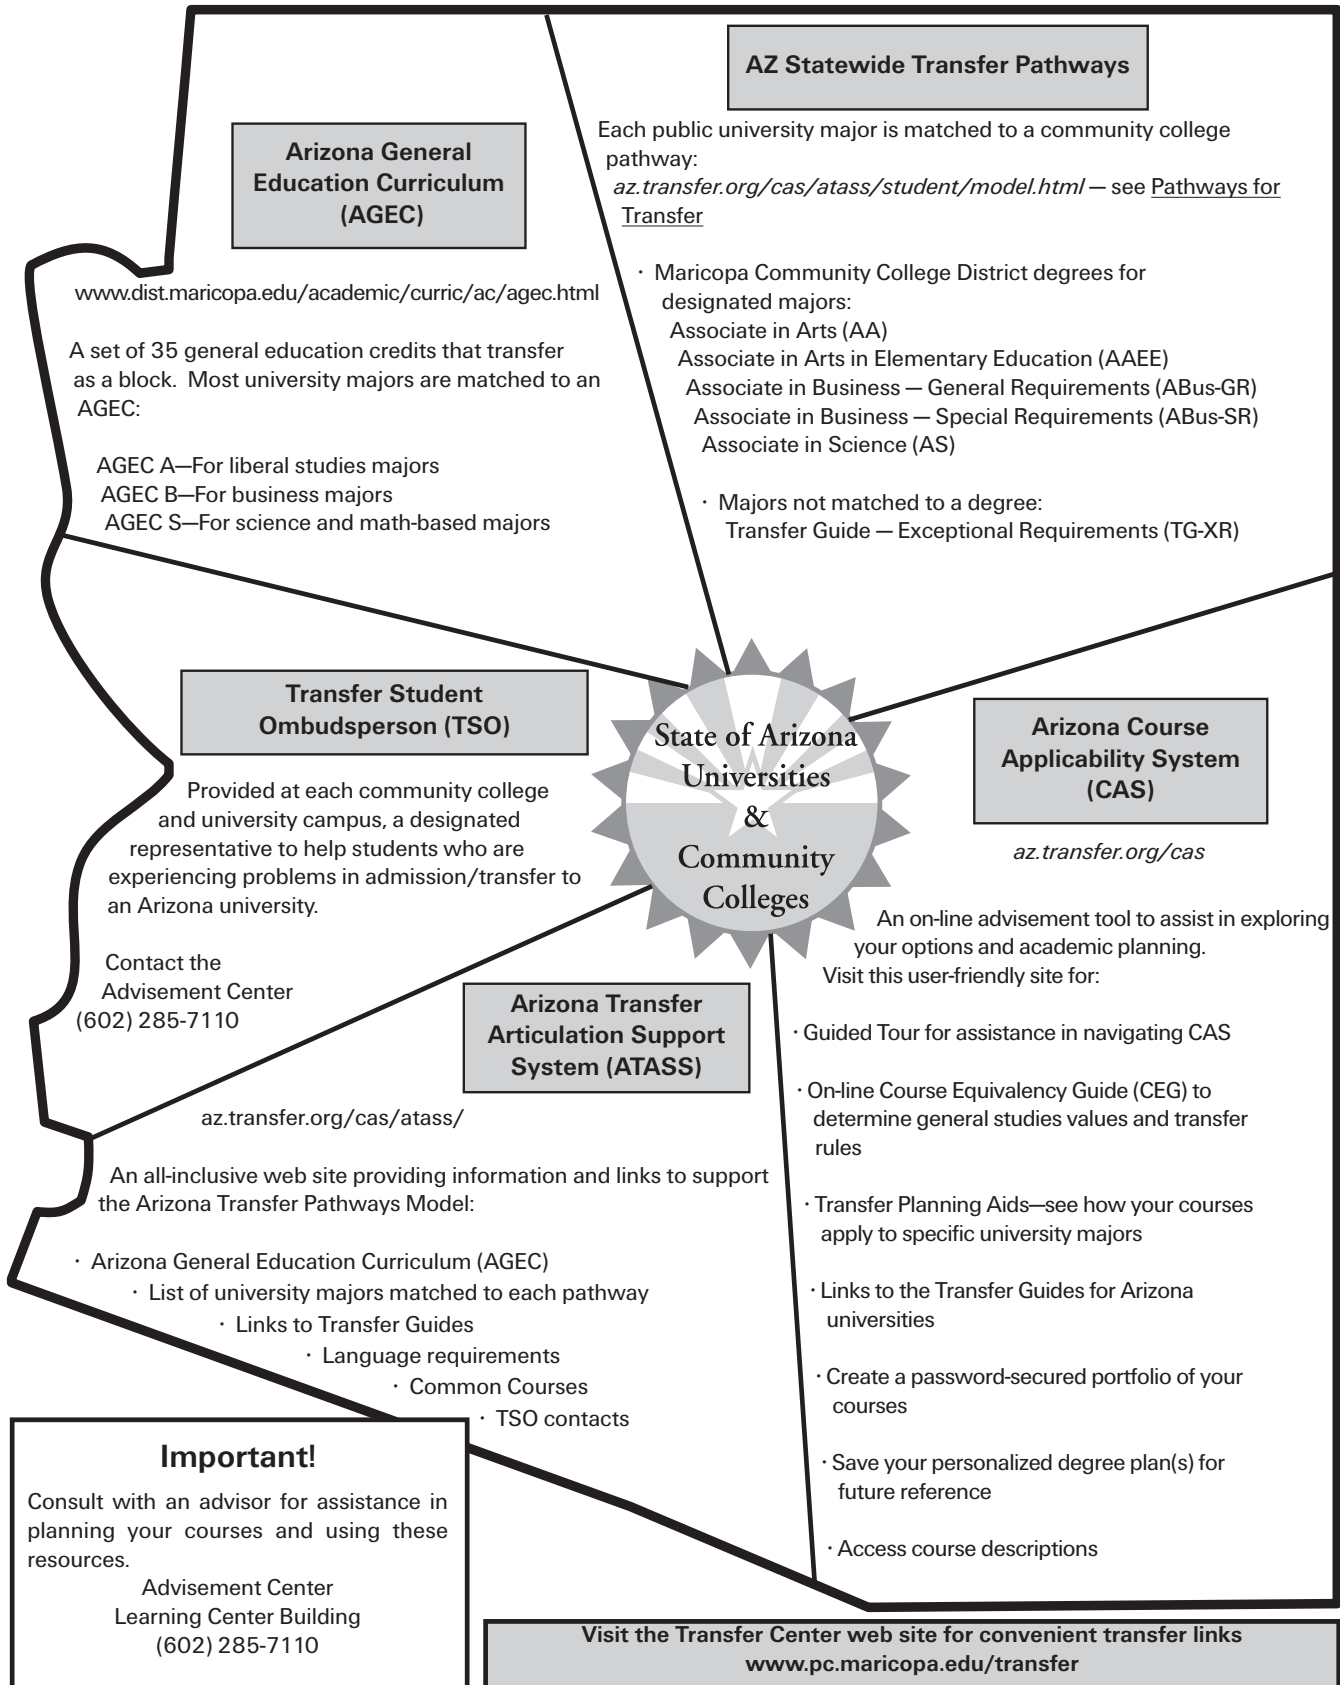 Arizona General
Education Curriculum
(AGEC)
www.dist.maricopa.edu/academic/curric/ac/agec.html
A set of 35 general education credits that transfer
as a block. Most university majors are matched to an
AGEC:
AGEC A—For liberal studies majors
AGEC B—For business majors
AGEC S—For science and math-based majors
AZ Statewide Transfer Pathways
Each public university major is matched to a community college
pathway:
az.transfer.org/cas/atass/student/model.html — see Pathways for
Transfer
· Maricopa Community College District degrees for
designated majors:
Associate in Arts (AA)
Associate in Arts in Elementary Education (AAEE)
Associate in Business — General Requirements (ABus-GR)
Associate in Business — Special Requirements (ABus-SR)
Associate in Science (AS)
· Majors not matched to a degree:
Transfer Guide — Exceptional Requirements (TG-XR)
Transfer Student
Ombudsperson (TSO)
Provided at each community college
and university campus, a designated
representative to help students who are
experiencing problems in admission/transfer to
an Arizona university.
Contact the
Advisement Center
(602) 285-7110
State of Arizona
Universities
&
Community
Colleges
Arizona Course
Applicability System
(CAS)
az.transfer.org/cas
An on-line advisement tool to assist in exploring
your options and academic planning.
Visit this user-friendly site for:
· Guided Tour for assistance in navigating CAS
· On-line Course Equivalency Guide (CEG) to
determine general studies values and transfer
rules
· Transfer Planning Aids—see how your courses
apply to specific university majors
· Links to the Transfer Guides for Arizona
universities
· Create a password-secured portfolio of your
courses
· Save your personalized degree plan(s) for
future reference
· Access course descriptions
Arizona Transfer
Articulation Support
System (ATASS)
az.transfer.org/cas/atass/
An all-inclusive web site providing information and links to support
the Arizona Transfer Pathways Model:
· Arizona General Education Curriculum (AGEC)
· List of university majors matched to each pathway
· Links to Transfer Guides
· Language requirements
· Common Courses
· TSO contacts
Important!
Consult with an advisor for assistance in
planning your courses and using these
resources.
Advisement Center
Learning Center Building
(602) 285-7110
Visit the Transfer Center web site for convenient transfer links
www.pc.maricopa.edu/transfer